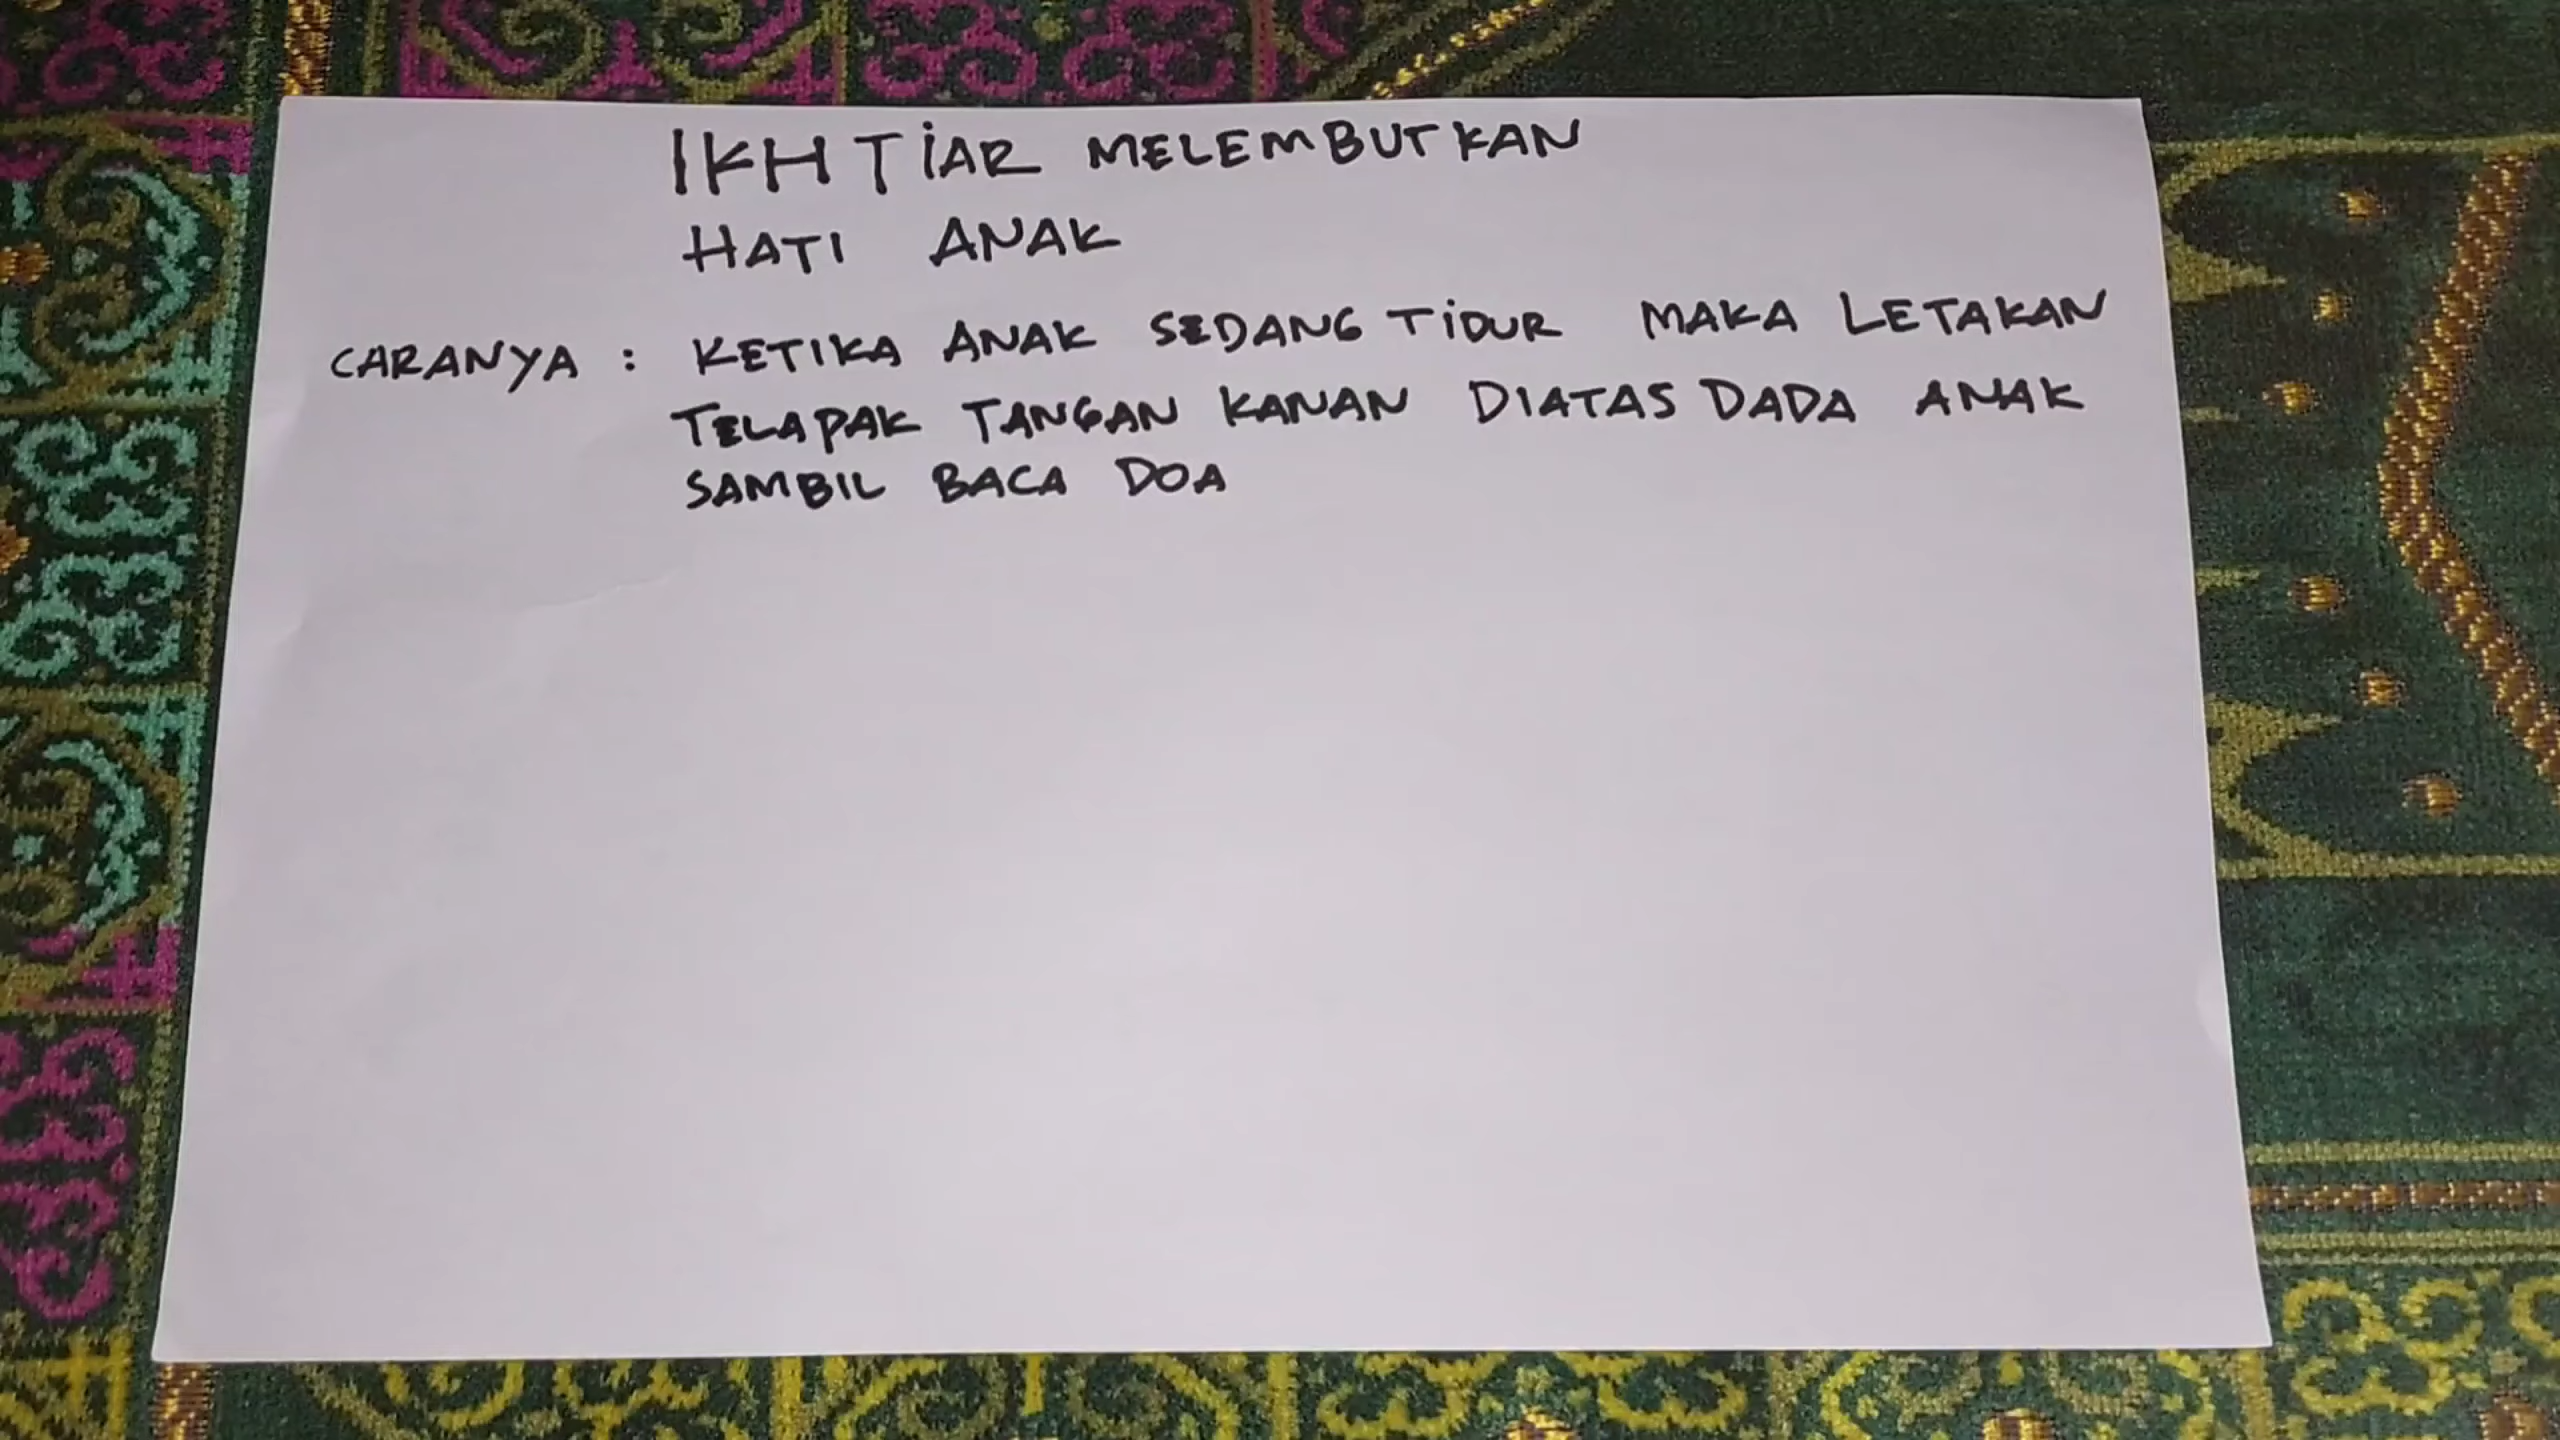 IKHTIAR MELEMBUTKAN
HATI ANAK
CARANYA : KETIKA ANAK SEDANG TIDUR MAKA LETAKAN
TELAPAK TANGAN KANAN DIATAS DADA ANAK
SAMBIL BACA DOA